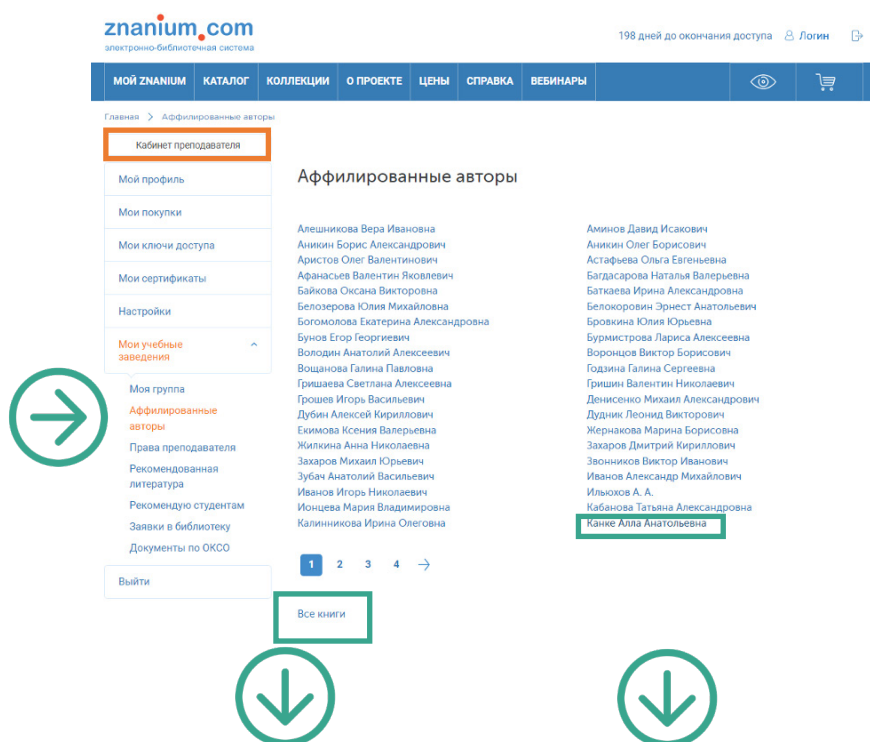 znanium.com
электронно-библиотечная система
198 дней до окончания доступа Логин
МОЙ ZNANIUM КАТАЛОГ КОЛЛЕКЦИИ О ПРОЕКТЕ ЦЕНЫ СПРАВКА ВЕБИНАРЫ
Главная > Аффилированные авторы
Кабинет преподавателя
Мой профиль
Мои покупки
Мои ключи доступа
Мои сертификаты
Настройки
Мои учебные
заведения
Моя группа
Аффилированные
авторы
Права преподавателя
Рекомендованная
литература
Рекомендую студентам
Заявки в библиотеку
Документы по ОКСО
Выйти
Аффилированные авторы
Алешникова Вера Ивановна
Аникин Борис Александрович
Аристов Олег Валентинович
Афанасьев Валентин Яковлевич
Байкова Оксана Викторовна
Белозерова Юлия Михайловна
Богомолова Екатерина Александровна
Бунов Егор Георгиевич
Володин Анатолий Алексеевич
Вощанова Галина Павловна
Гришаева Светлана Алексеевна
Грошев Игорь Васильевич
Дубин Алексей Кириллович
Екимова Ксения Валерьевна
Жилкина Анна Николаевна
Захаров Михаил Юрьевич
Зубач Анатолий Васильевич
Иванов Игорь Николаевич
Ионцева Мария Владимировна
Калинникова Ирина Олеговна
Аминов Давид Исакович
Аникин Олег Борисович
Астафьева Ольга Евгеньевна
Багдасарова Наталья Валерьевна
Баткаева Ирина Александровна
Белокоровин Эрнест Анатольевич
Бровкина Юлия Юрьевна
Бурмистрова Лариса Алексеевна
Воронцов Виктор Борисович
Годзина Галина Сергеевна
Гришин Валентин Николаевич
Денисенко Михаил Александрович
Дудник Леонид Викторович
Жернакова Марина Борисовна
Захаров Дмитрий Кириллович
Звонников Виктор Иванович
Иванов Александр Михайлович
Ильюхов А. А.
Кабанова Татьяна Александровна
Канке Алла Анатольевна
1 2 3 4
Все книги